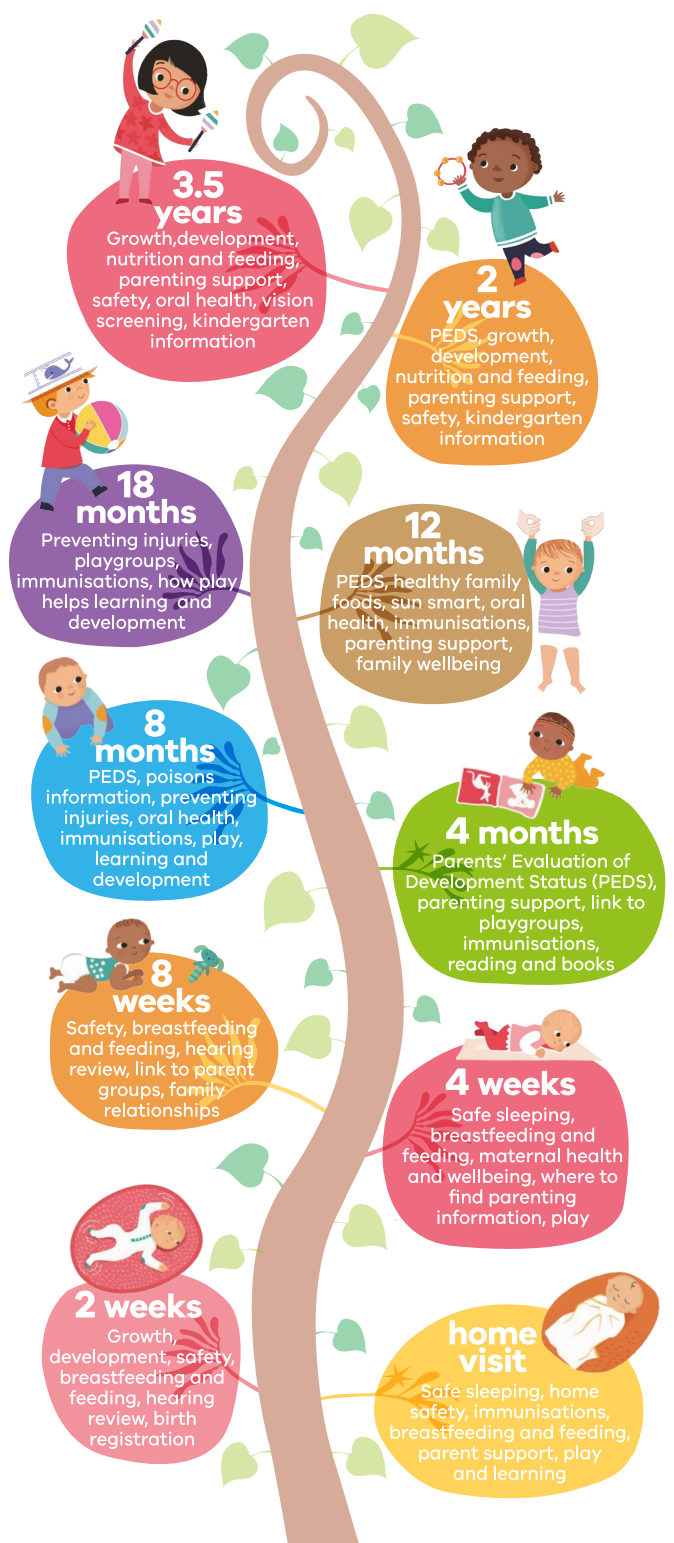 3.5
years
Growth,development,
nutrition and feeding,
parenting support,
safety, oral health, vision
screening, kindergarten
information
2
years
PEDS, growth,
development,
nutrition and feeding,
parenting support,
safety, kindergarten
information
18
months
Preventing injuries,
playgroups,
immunisations, how play
helps learning and
development
12
months
PEDS, healthy family
foods, sun smart, oral
health, immunisations,
parenting support,
family wellbeing
8
months
PEDS, poisons
information, preventing
injuries, oral health,
immunisations, play,
learning and
development
4 months
Parents' Evaluation of
Development Status (PEDS),
parenting support, link to
playgroups,
immunisations,
reading and books
8
weeks
Safety, breastfeeding
and feeding, hearing
review, link to parent
groups, family
relationships
4 weeks
Safe sleeping,
breastfeeding and
feeding, maternal health
and wellbeing, where to
find parenting
information, play
2 weeks
Growth,
development, safety,
breastfeeding and
feeding, hearing
review, birth
registration
home
visit
Safe sleeping, home
safety, immunisations,
breastfeeding and feeding,
parent support, play
and learning